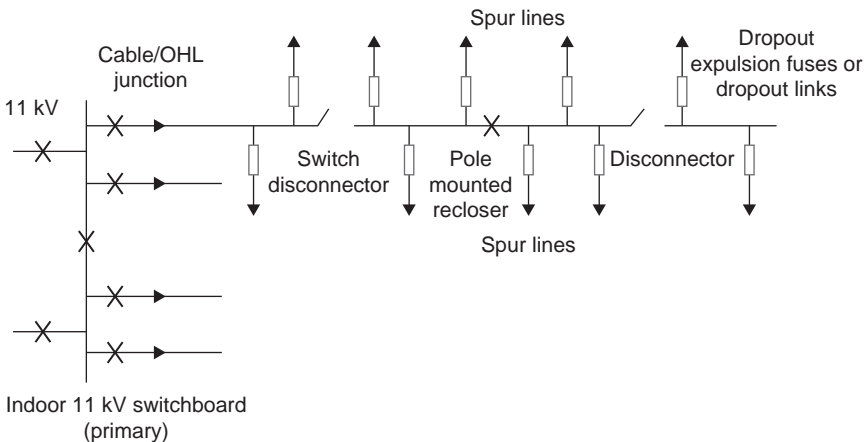 Spur lines
Cable/OHL
junction
Dropout
expulsion fuses or
dropout links
11 kV
Switch
disconnector
Pole
mounted
recloser
Disconnector
Spur lines
Indoor 11 kV switchboard
(primary)